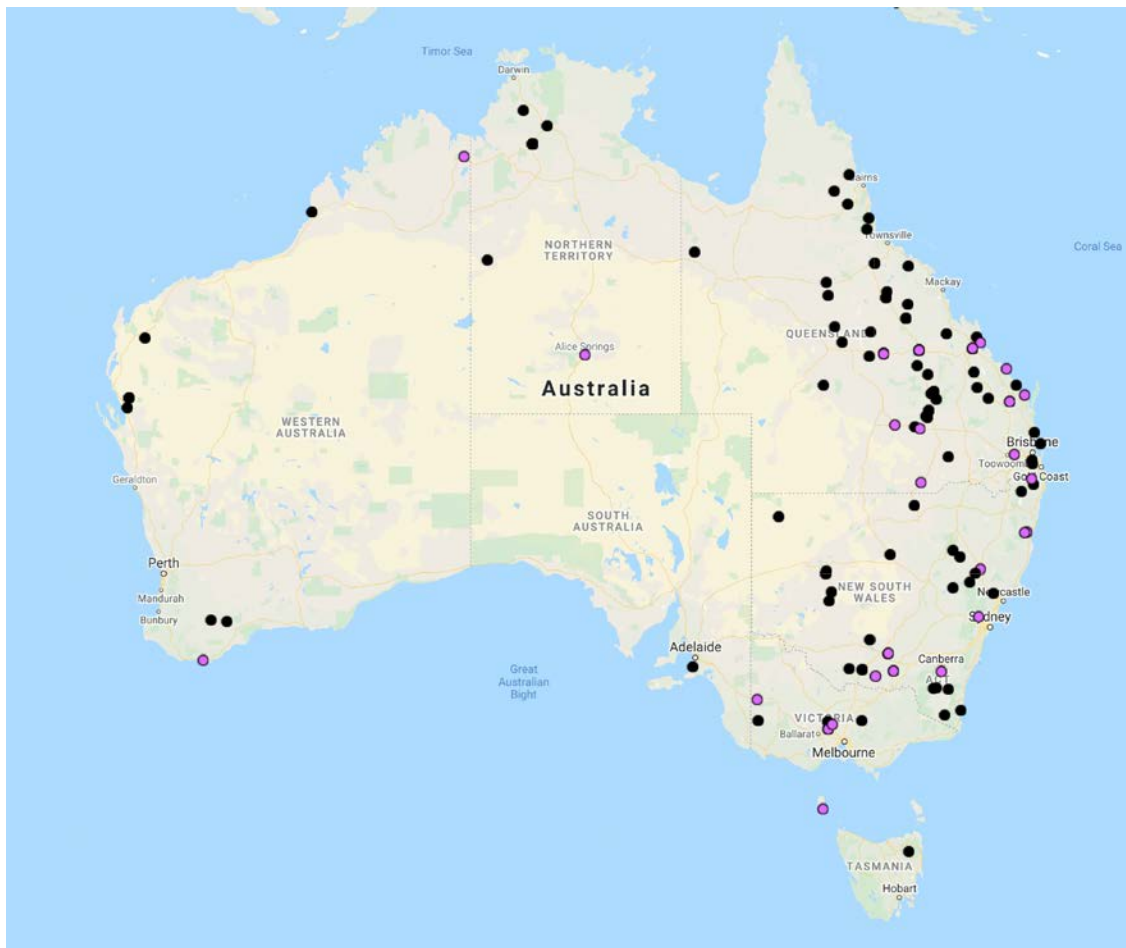 Timor Sea
Darwin
Cairns
Townsville
Coral Sea
NORTHERN
TERRITORY
Mackay
QUEENSLAND
Alice Springs
Australia
WESTERN
AUSTRALIA
Brisbane
Toowoomba
Gold Coast
Geraldton
SOUTH
AUSTRALIA
Perth
NEW SOUTH
WALES
Newcastle
Mandurah
Bunbury
Sydney
Adelaide
Canberra
ACT
Great
Australian
Bight
VICTORIA
Ballarat
Melbourne
TASMANIA
Hobart